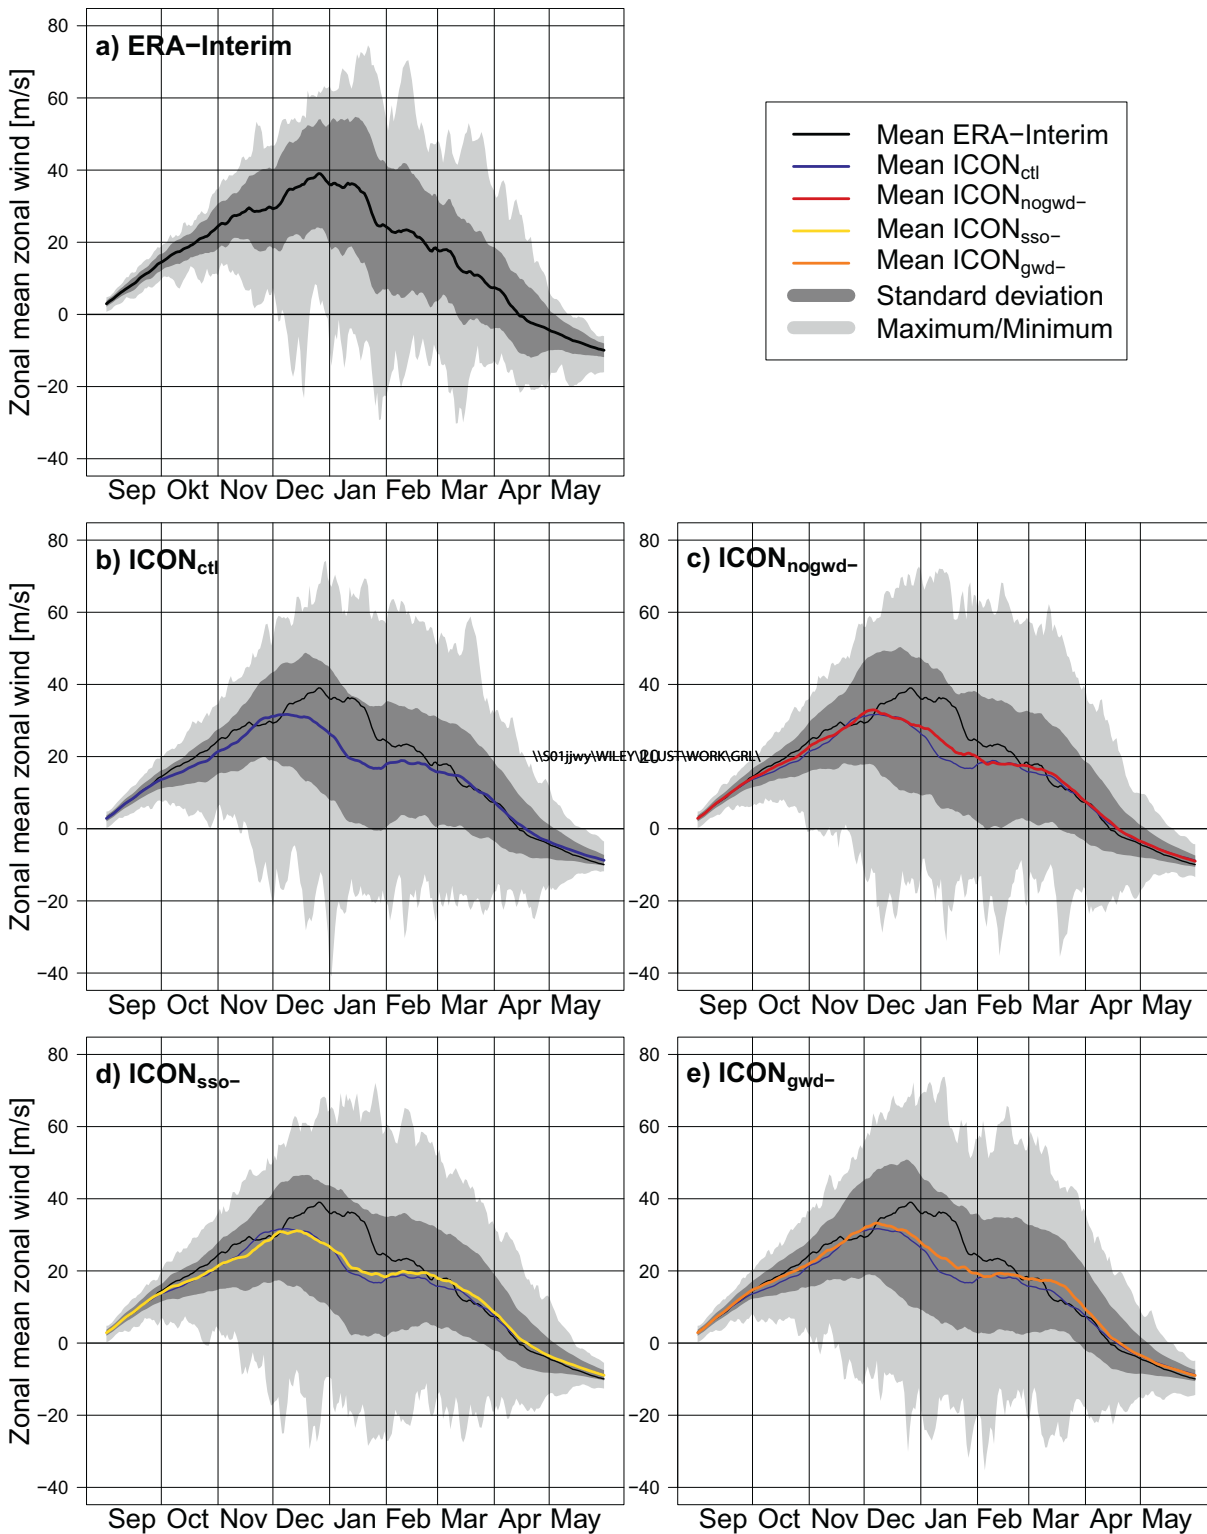 a) ERA−Interim
Zonal mean zonal wind [m/s]
80
60
40
20
0
−20
−40
Sep Okt Nov Dec Jan Feb Mar Apr May
Mean ERA−Interim
Mean ICONctl
Mean ICONnogwd−
Mean ICONsso−
Mean ICONgwd−
Standard deviation
Maximum/Minimum
b) ICONctl
Zonal mean zonal wind [m/s]
80
60
40
20
0
−20
−40
Sep Oct Nov Dec Jan Feb Mar Apr May
\\S01jjwy\WILEY\2LUST\WORK\GRL\
c) ICONnogwd−
80
60
40
20
0
−20
−40
Sep Oct Nov Dec Jan Feb Mar Apr May
d) ICONsso−
Zonal mean zonal wind [m/s]
80
60
40
20
0
−20
−40
Sep Oct Nov Dec Jan Feb Mar Apr May
e) ICONgwd−
80
60
40
20
0
−20
−40
Sep Oct Nov Dec Jan Feb Mar Apr May